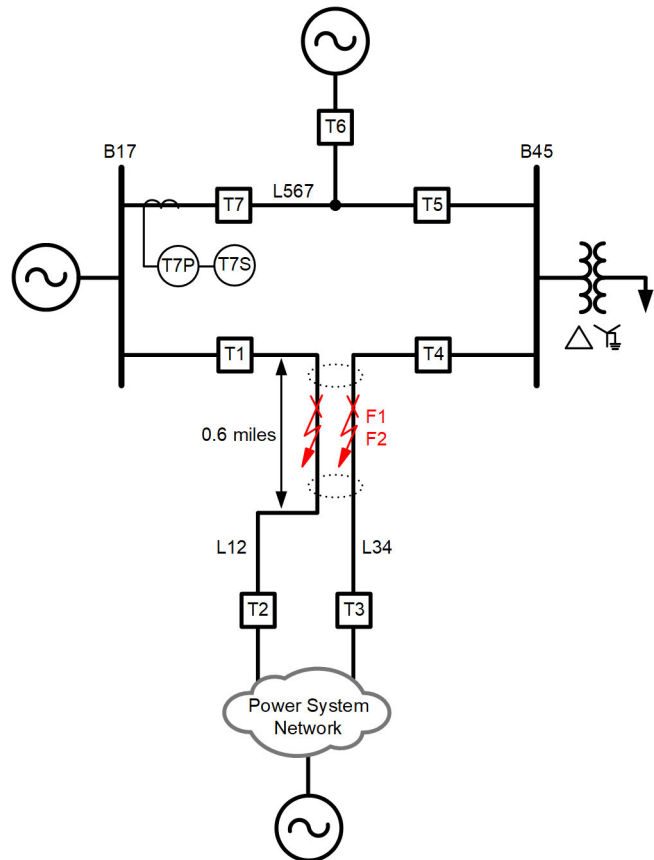 T6
B17
B45
L567
T7
T5
T7P
T7S
T1
T4
F1
F2
0.6 miles
L12
L34
T2
T3
Power System
Network